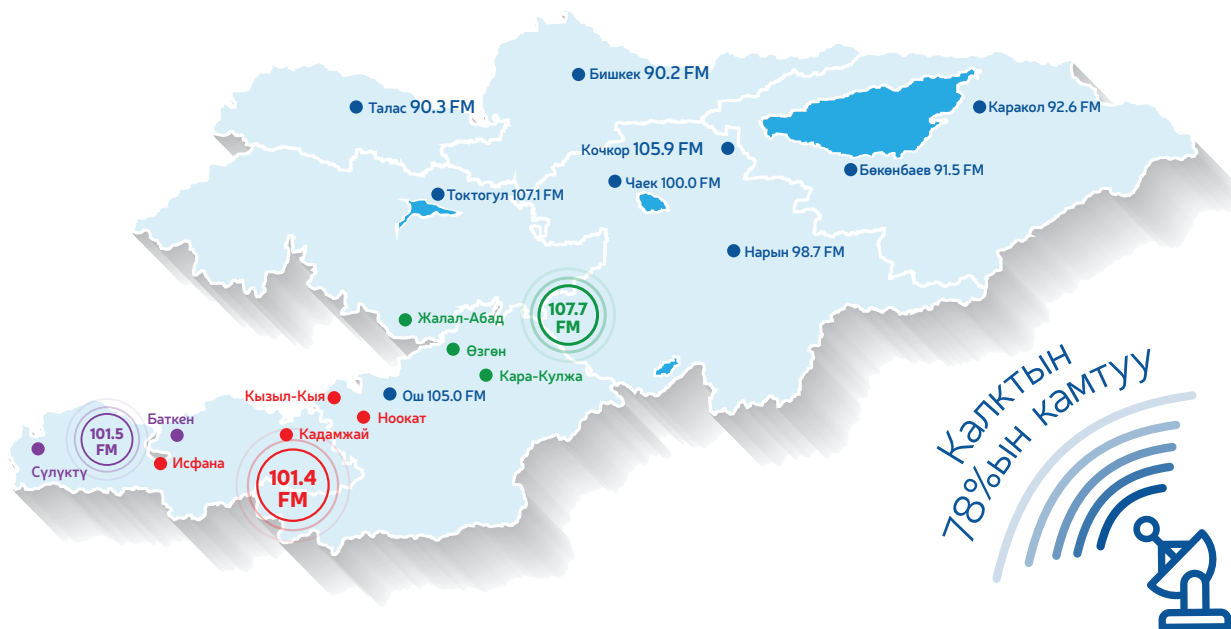 Бишкек 90.2 FM
Талас 90.3 FM
Каракол 92.6 FM
Кочкор 105.9 FM
Бөкөнбаев 91.5 FM
Чаек 100.0 FM
Токтогул 107.1 FM
Нарын 98.7 FM
107.7
FM
Жалал-Абад
Өзгөн
Кара-Кулжа
Ош 105.0 FM
Кызыл-Кыя
Ноокат
Кадамжай
Баткен
101.5
FM
Исфана
Сүлүктү
101.4
FM
Калктын
78%ын камтуу